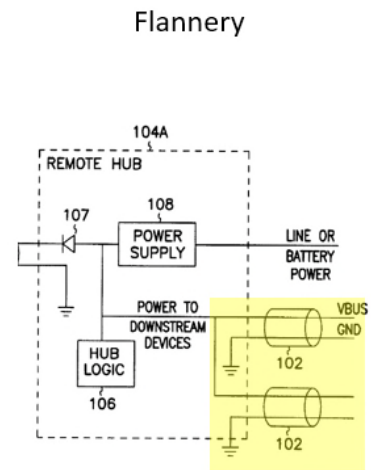 Flannery
104A
REMOTE HUB
107
108
POWER
SUPPLY
LINE OR
BATTERY
POWER
POWER TO
DOWNSTREAM
DEVICES
VBUS
GND
HUB
LOGIC
102
106
102